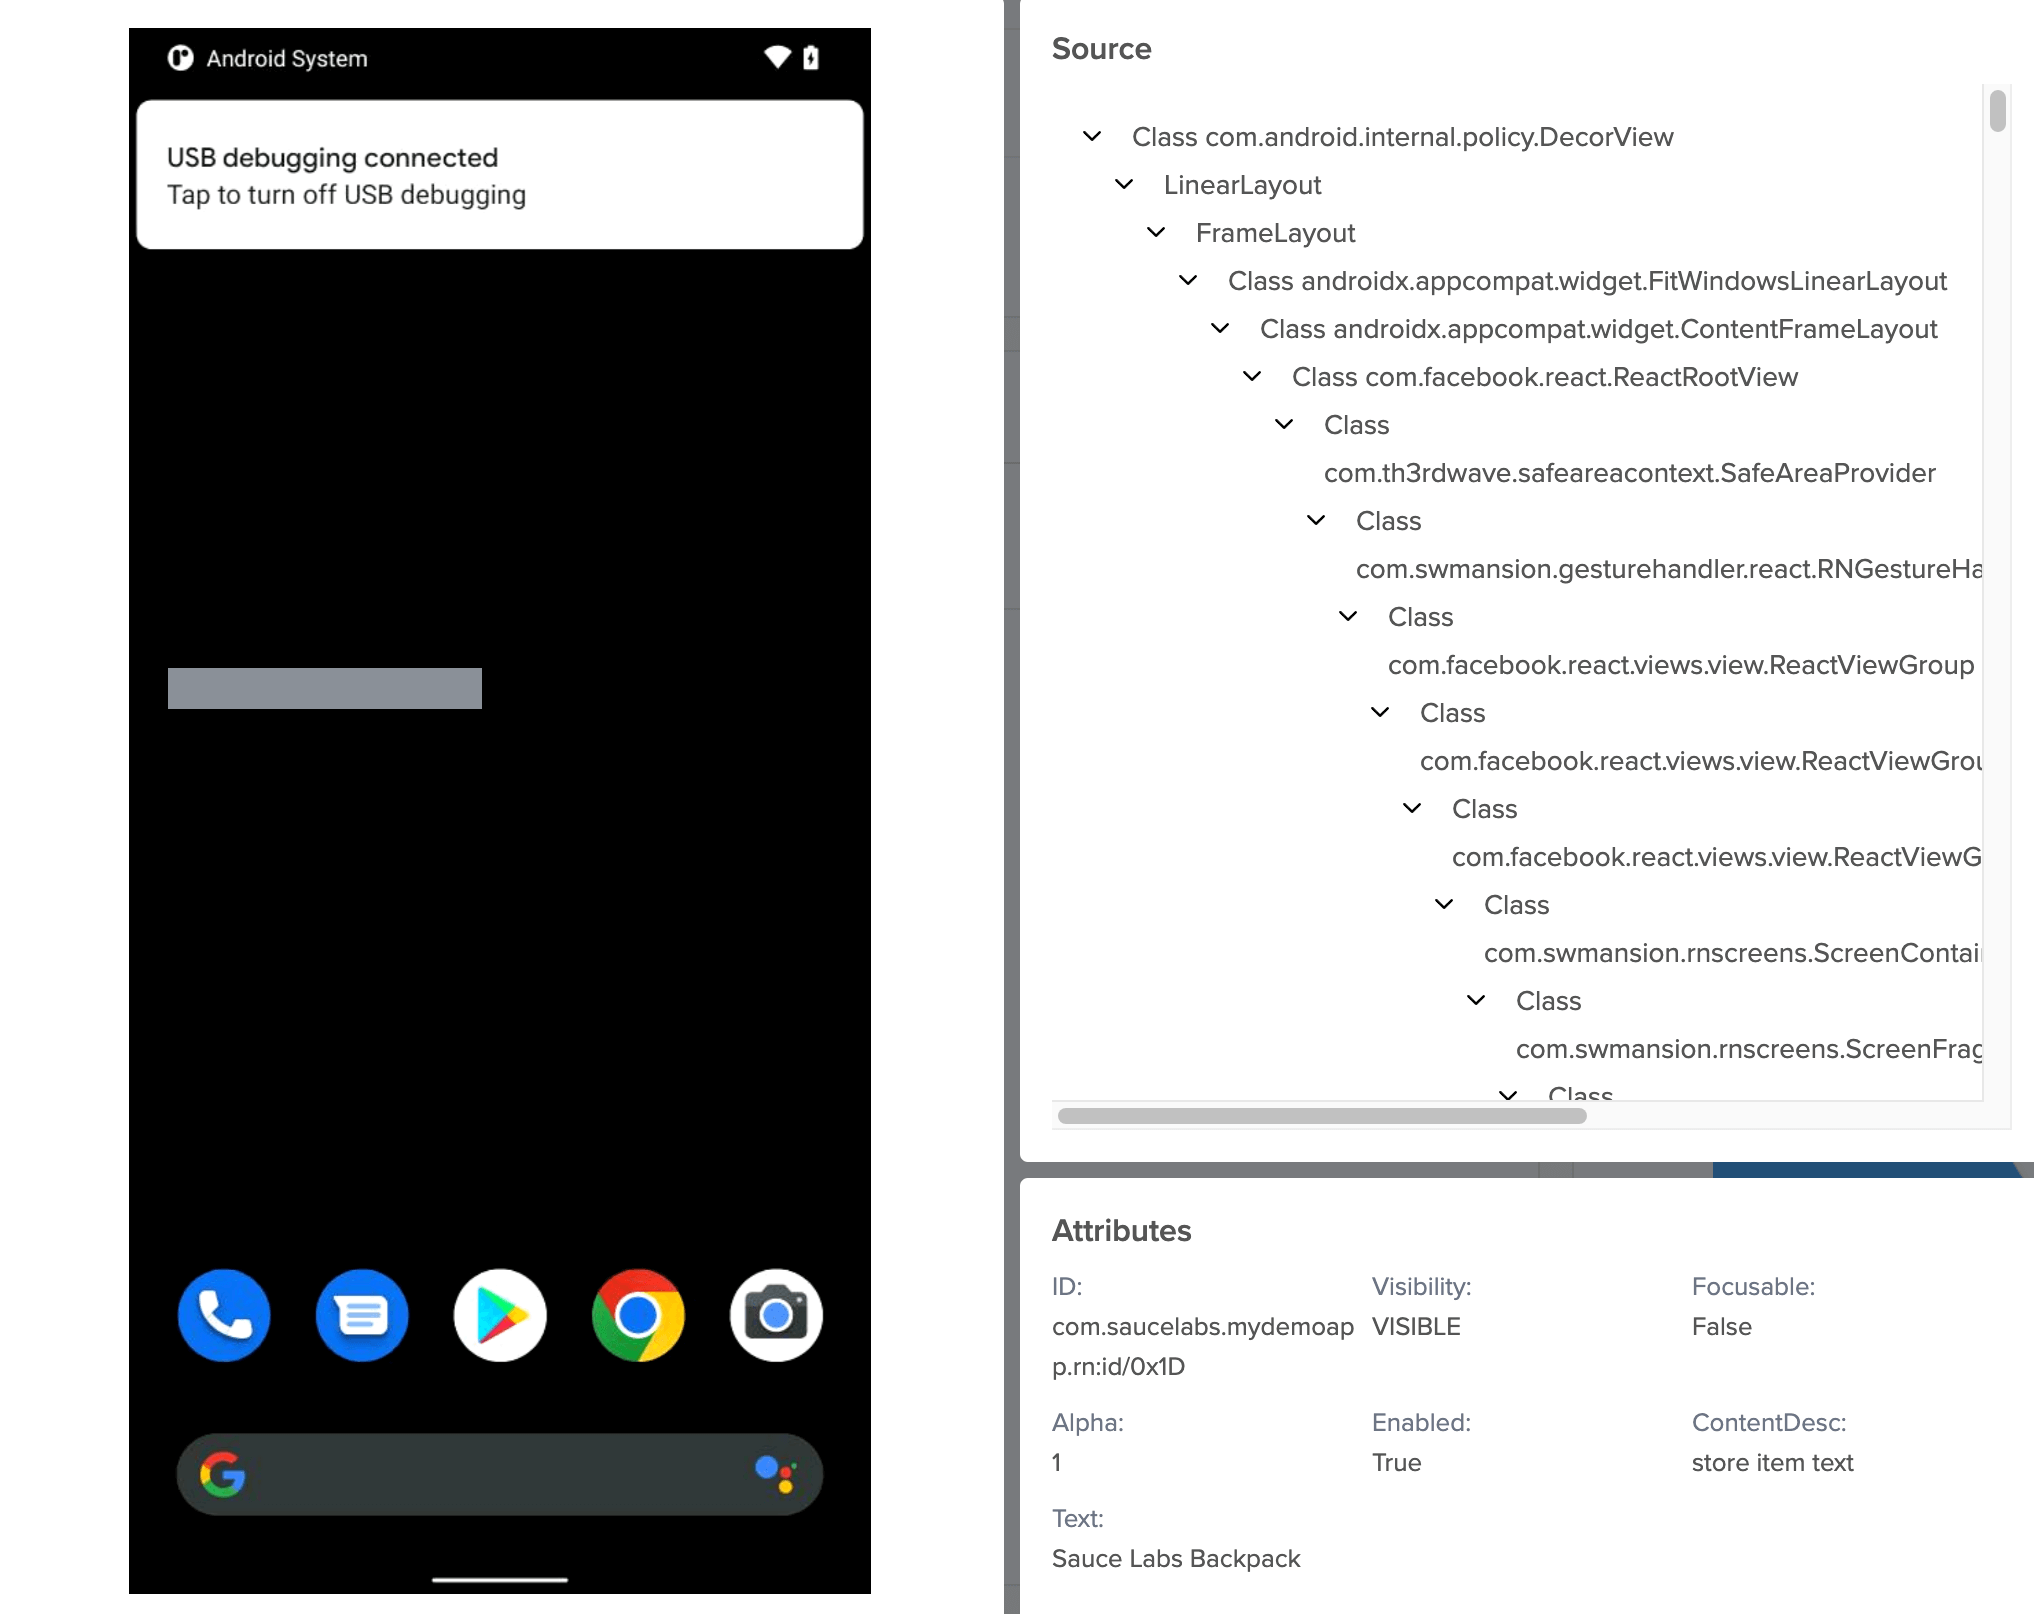 Android System
USB debugging connected
Tap to turn off USB debugging
Source
Class com.android.internal.policy.DecorView
LinearLayout
FrameLayout
Class androidx.appcompat.widget.FitWindowsLinearLayout
Class androidx.appcompat.widget.ContentFrameLayout
Class com.facebook.react.ReactRootView
Class
com.th3rdwave.safeareacontext.SafeAreaProvider
Class
com.swmansion.gesturehandler.react.RNGestureHa
Class
com.facebook.react.views.view.ReactViewGroup
Class
com.facebook.react.views.view.ReactViewGrou
Class
com.facebook.react.views.view.ReactViewG
Class
com.swmansion.rnscreens.ScreenContai
Class
com.swmansion.rnscreens.ScreenFrag
Class
Attributes
ID: Visibility: Focusable:
com.saucelabs.mydemoap VISIBLE False
p.rn:id/0x1D
Alpha: Enabled: ContentDesc:
1 True store item text
Text:
Sauce Labs Backpack